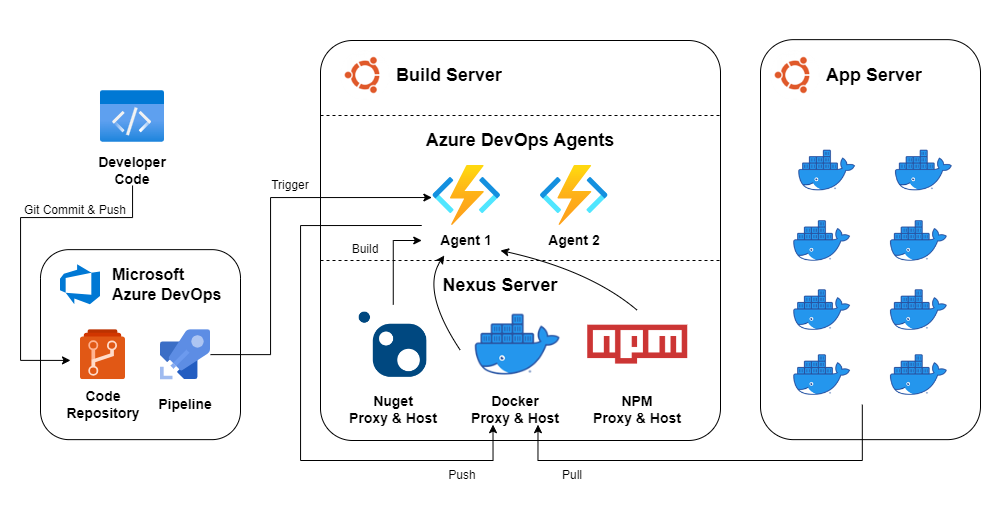 Build Server
App Server
Azure DevOps Agents
Developer
Code
Trigger
Git Commit & Push
Agent 1
Agent 2
Build
Microsoft
Azure DevOps
Nexus Server
npm
Code
Repository
Pipeline
Nuget
Proxy & Host
Docker
Proxy & Host
NPM
Proxy & Host
Push
Pull